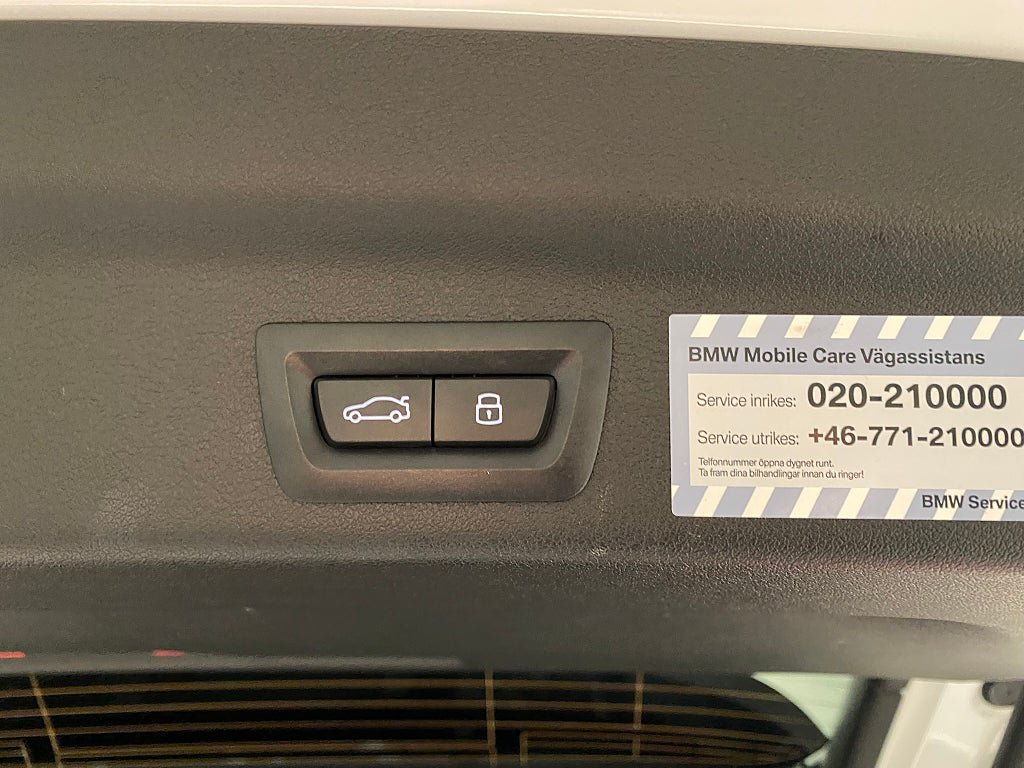 BMW Mobile Care Vägassistans
Service inrikes: 020-210000
Service utrikes: +46-771-210000
Telfonnummer öppna dygnet runt.
Ta fram dina bilhandlingar innan du ringer!
BMW Service